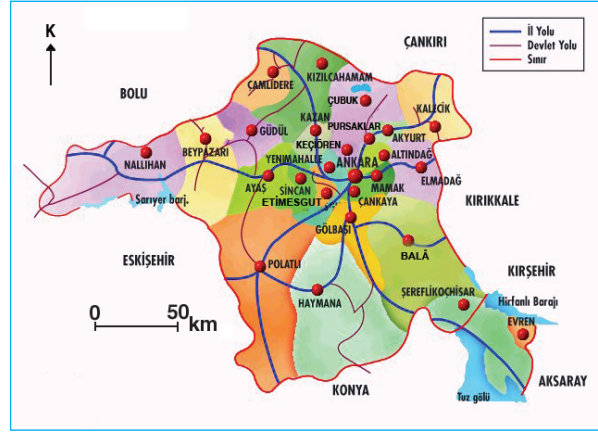 K
ÇANKIRI
İl Yolu
Devlet Yolu
Sınır
BOLU
ÇAMLIDERE
KIZILCAHAMAM
ÇUBUK
KALECİK
GÜDÜL
KAZAN
PURSAKLAR
KEÇİÖREN
AKYURT
NALLIHAN
BEYPAZARI
YENİMAHALLE
ANKARA
ALTINDAĞ
AYAŞ
SİNCAN
MAMAK
ELMADAĞ
ETİMESGUT
ÇANKAYA
Sarıyer barj.
GÖLBAŞI
KIRIKKALE
ESKİŞEHİR
POLATLI
BALÂ
HAYMANA
ŞEREFLİKOÇHİSAR
KIRŞEHİR
Hirfanlı Barajı
0 50 km
EVREN
KONYA
AKSARAY
Tuz gölü